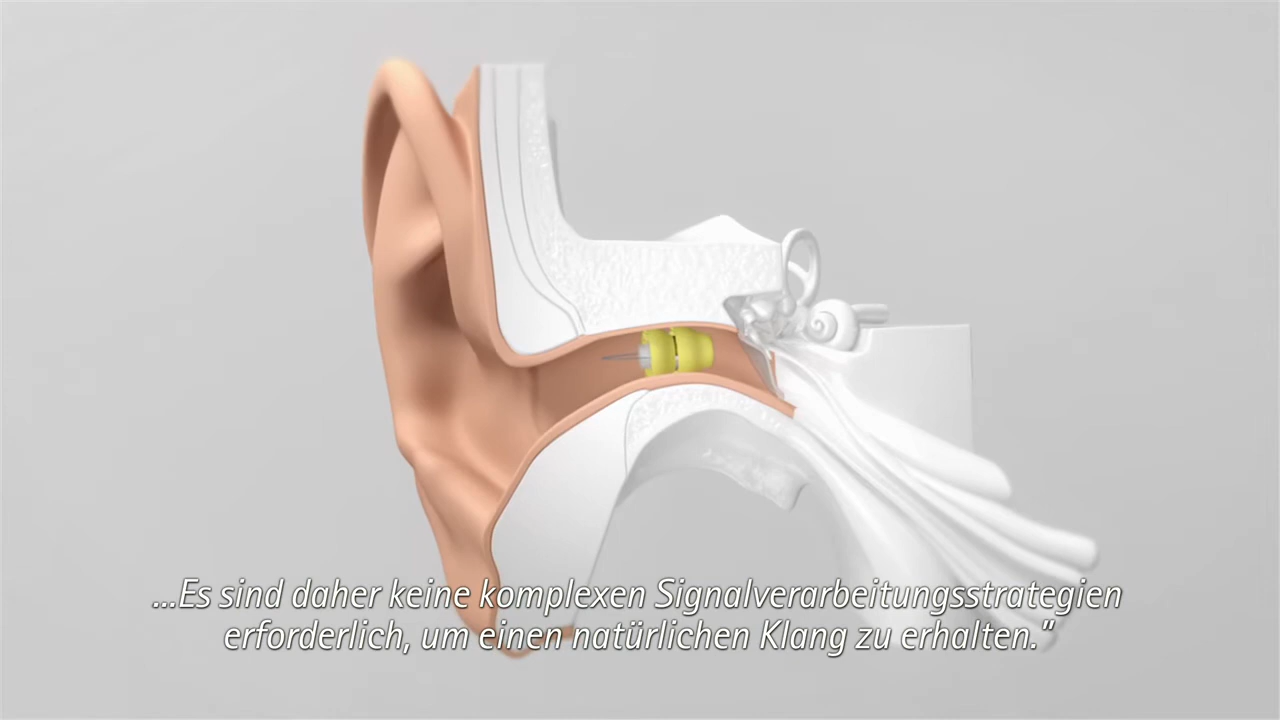 ...Es sind daher keine komplexen Signalverarbeitungsstrategien
erforderlich, um einen natürlichen Klang zu erhalten.”